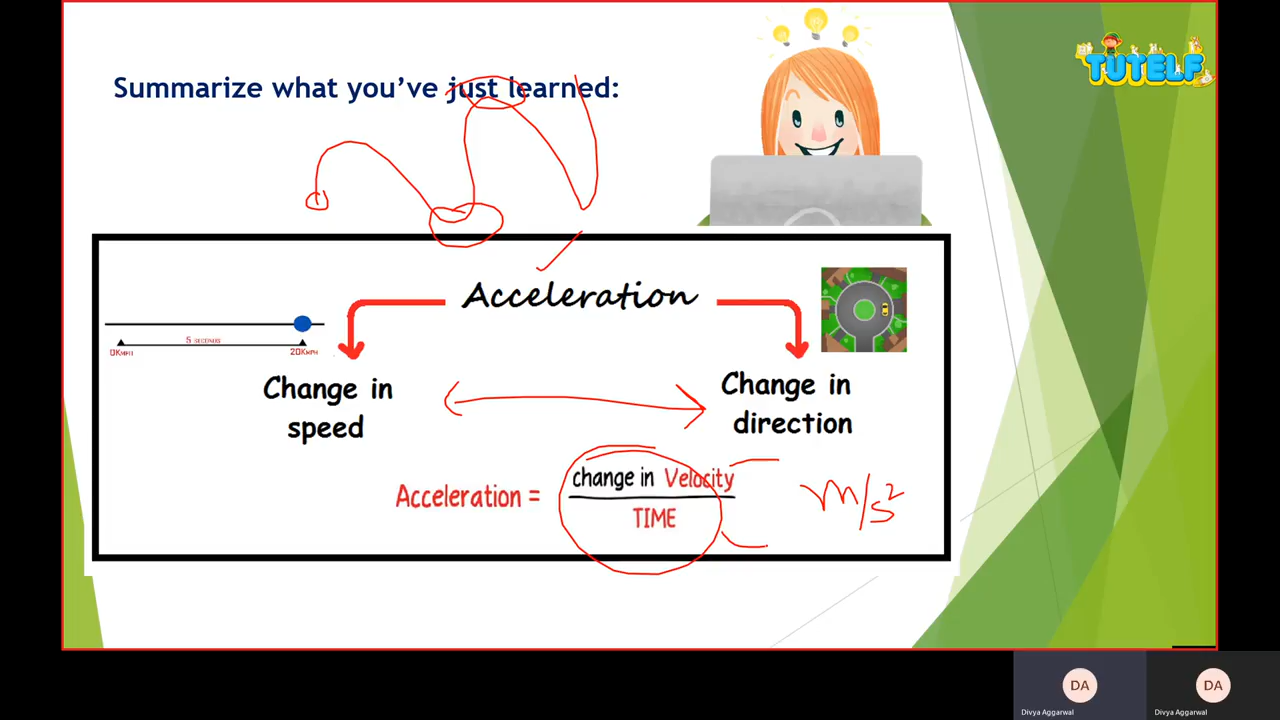 Summarize what you've just learned:
TUTELF
Acceleration
5 SECONDS
0KMPH
20KMPH
Change in
speed
Change in
direction
Acceleration =
change in Velocity
TIME
m/s²
DA
DA
Divya Aggarwal
Divya Aggarwal